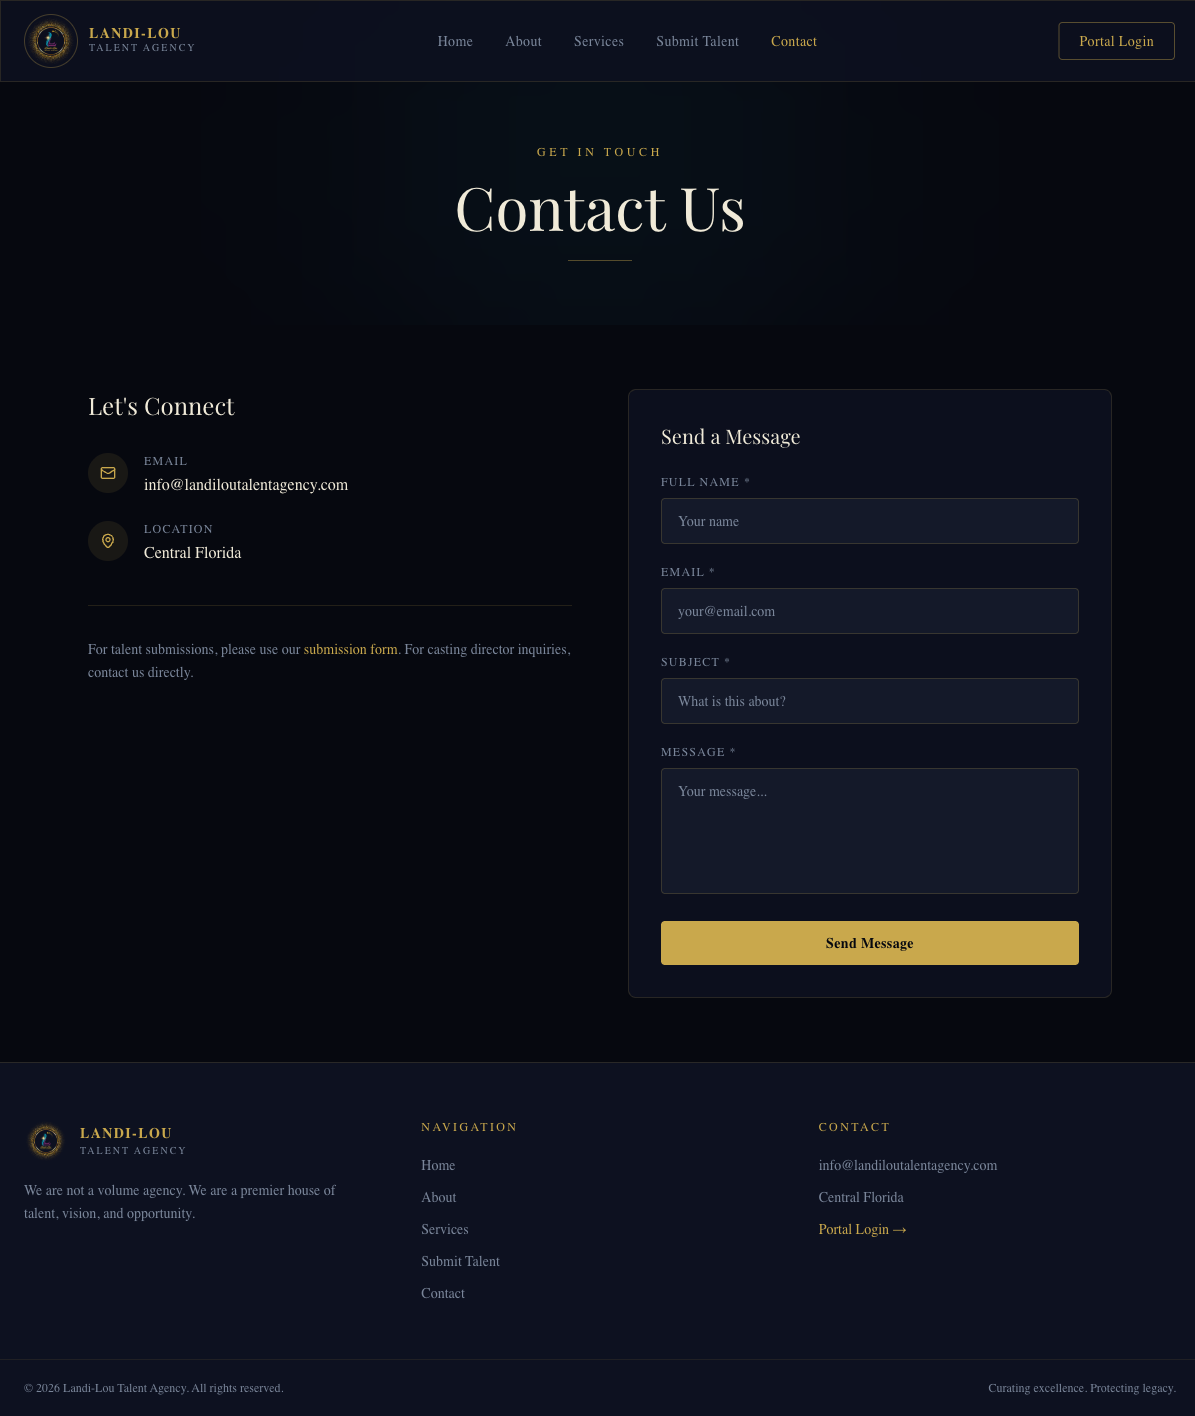 LANDI-LOU
TALENT AGENCY
Home
About
Services
Submit Talent
Contact
Portal Login
GET IN TOUCH
Contact Us
Let's Connect
EMAIL
info@landiloutalentagency.com
LOCATION
Central Florida
For talent submissions, please use our submission form. For casting director inquiries,
contact us directly.
Send a Message
FULL NAME *
Your name
EMAIL *
your@email.com
SUBJECT *
What is this about?
MESSAGE *
Your message...
Send Message
LANDI-LOU
TALENT AGENCY
We are not a volume agency. We are a premier house of
talent, vision, and opportunity.
NAVIGATION
Home
About
Services
Submit Talent
Contact
CONTACT
info@landiloutalentagency.com
Central Florida
Portal Login →
© 2026 Landi-Lou Talent Agency. All rights reserved.
Curating excellence. Protecting legacy.